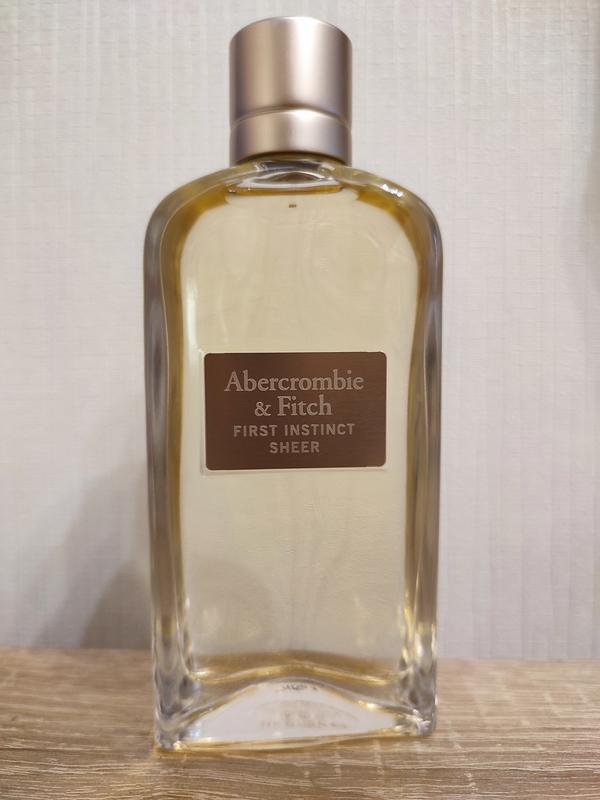 Abercrombie
& Fitch
FIRST INSTINCT
SHEER